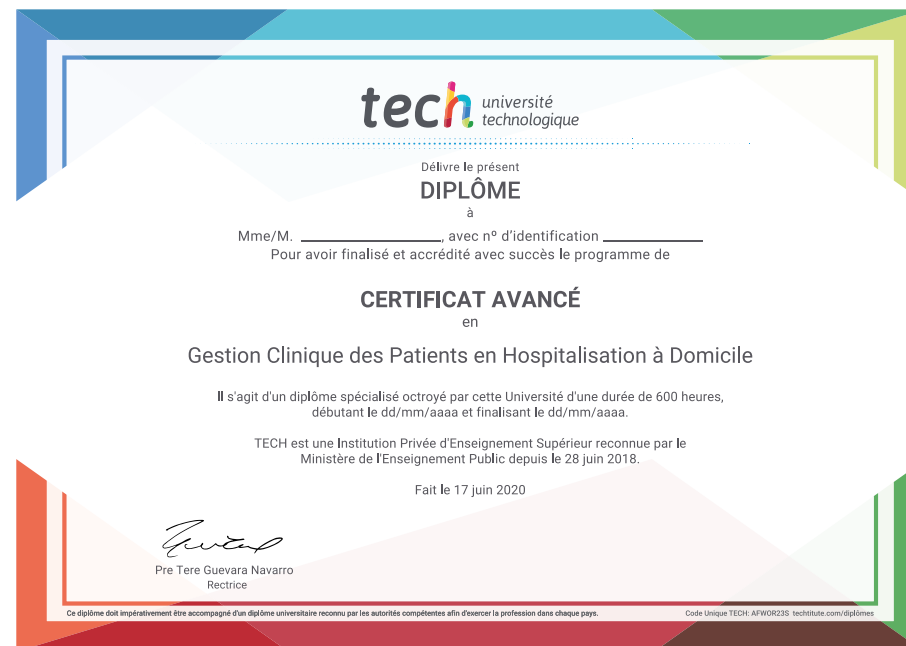 tech université
technologique
Délivre le présent
DIPLÔME
à
Mme/M. ____________________, avec nº d'identification ______________
Pour avoir finalisé et accrédité avec succès le programme de
CERTIFICAT AVANCÉ
en
Gestion Clinique des Patients en Hospitalisation à Domicile
Il s'agit d'un diplôme spécialisé octroyé par cette Université d'une durée de 600 heures,
débutant le dd/mm/aaaa et finalisant le dd/mm/aaaa.
TECH est une Institution Privée d'Enseignement Supérieur reconnue par le
Ministère de l'Enseignement Public depuis le 28 juin 2018.
Fait le 17 juin 2020
Pre Tere Guevara Navarro
Rectrice
Ce diplôme doit impérativement être accompagné d'un diplôme universitaire reconnu par les autorités compétentes afin d'exercer la profession dans chaque pays.
Code Unique TECH: AFWOR23S techtitute.com/diplômes